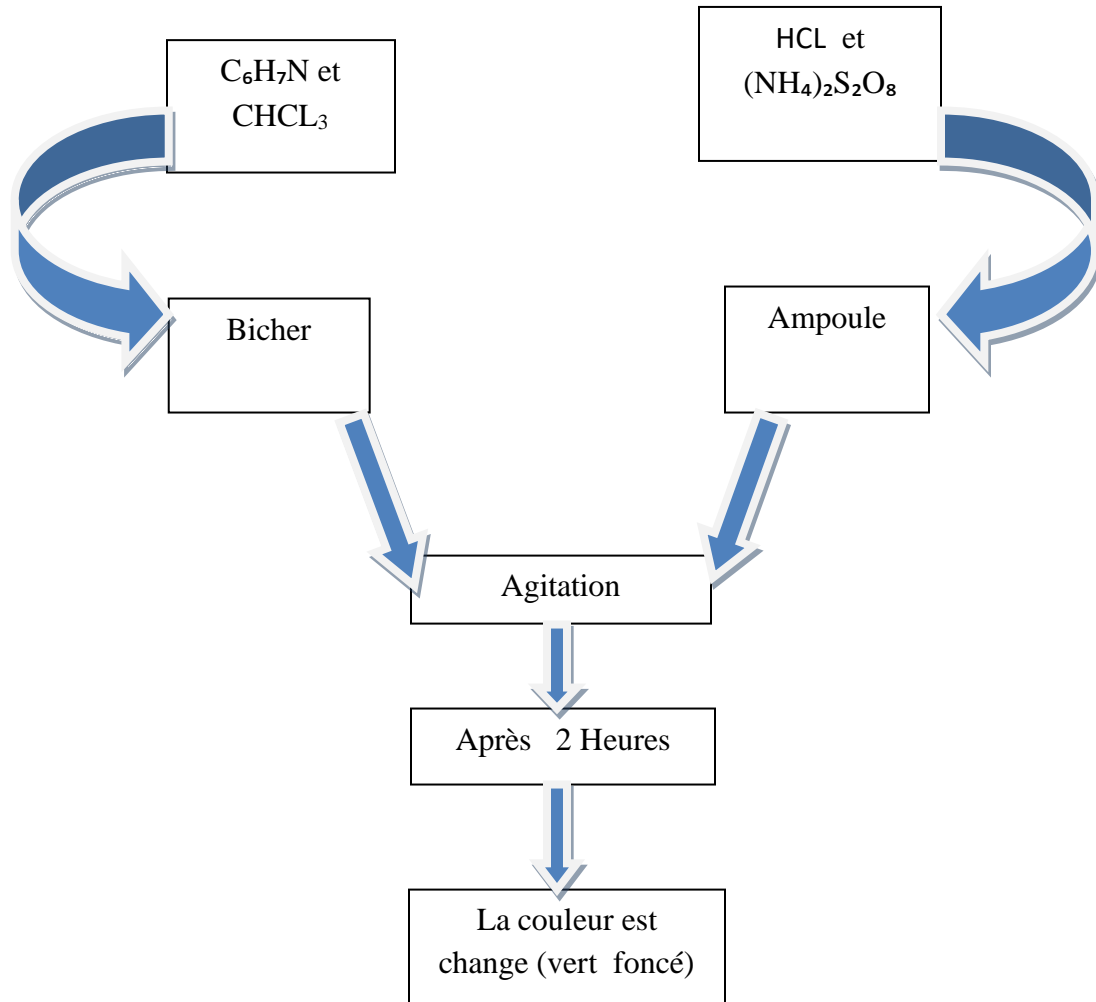 C₆H₇N et
CHCL₃
HCL et
(NH₄)₂S₂O₈
Bicher
Ampoule
Agitation
Après 2 Heures
La couleur est
change (vert foncé)